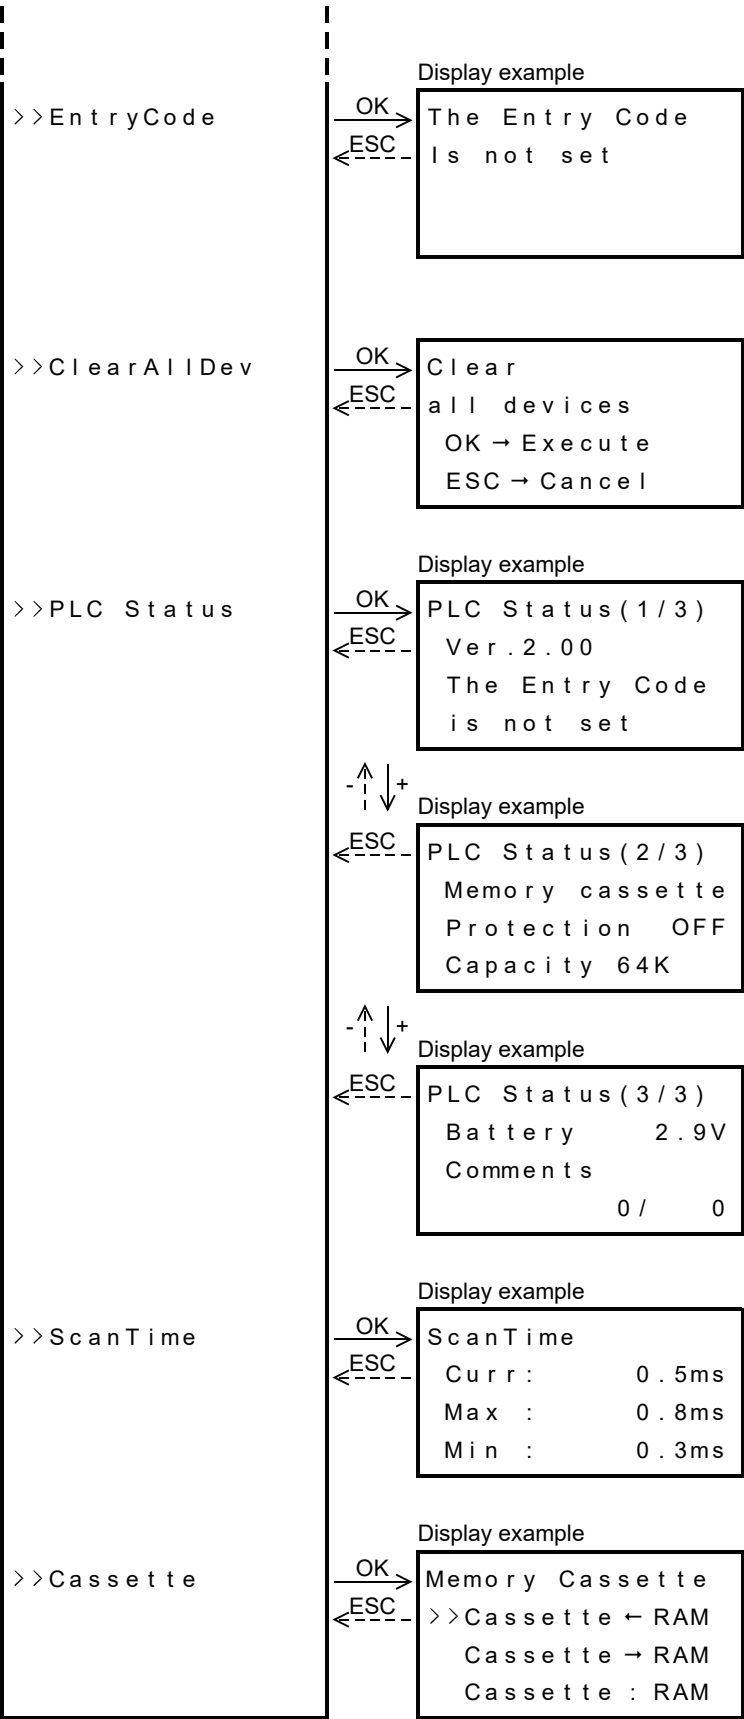 Display example
>>EntryCode
OK
ESC
The Entry Code
Is not set
>>ClearAllDev
OK
ESC
Clear
all devices
OK → Execute
ESC → Cancel
Display example
>>PLC Status
OK
ESC
PLC Status(1/3)
Ver.2.00
The Entry Code
is not set
- +
Display example
ESC
PLC Status(2/3)
Memory cassette
Protection OFF
Capacity 64K
- +
Display example
ESC
PLC Status(3/3)
Battery 2.9V
Comments
0/ 0
Display example
>>ScanTime
OK
ESC
ScanTime
Curr: 0.5ms
Max : 0.8ms
Min : 0.3ms
Display example
>>Cassette
OK
ESC
Memory Cassette
>>Cassette ← RAM
Cassette → RAM
Cassette : RAM